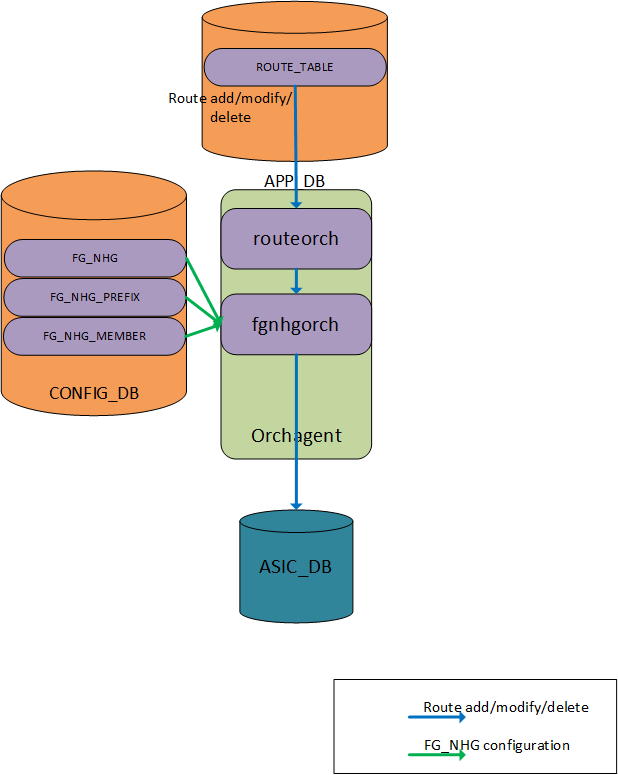 ROUTE_TABLE
Route add/modify/
delete
APP_DB
routeorch
FG_NHG
FG_NHG_PREFIX
fgnhgorch
FG_NHG_MEMBER
CONFIG_DB
Orchagent
ASIC_DB
Route add/modify/delete
FG_NHG configuration